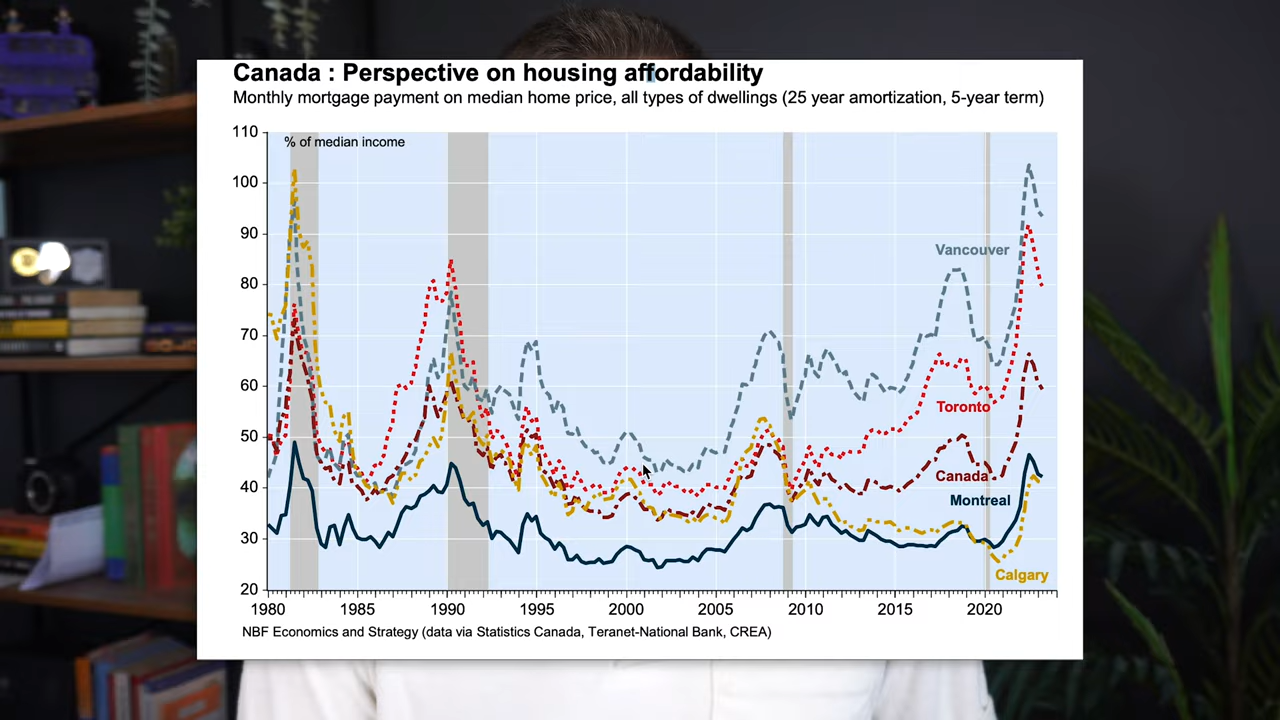 Canada : Perspective on housing affordability
Monthly mortgage payment on median home price, all types of dwellings (25 year amortization, 5-year term)
110
% of median income
100
90
Vancouver
80
70
60
Toronto
50
Canada
40
Montreal
30
Calgary
20
1980 1985 1990 1995 2000 2005 2010 2015 2020
NBF Economics and Strategy (data via Statistics Canada, Teranet-National Bank, CREA)